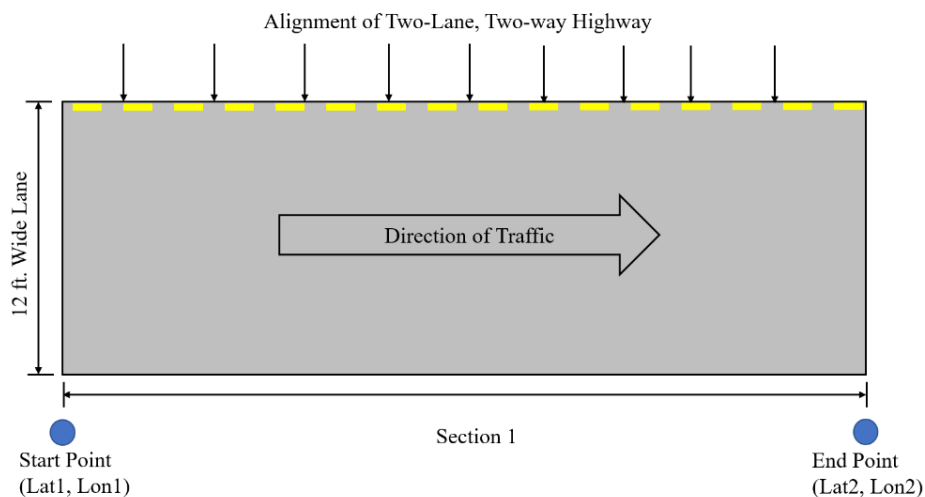 Alignment of Two-Lane, Two-way Highway
12 ft. Wide Lane
Direction of Traffic
Section 1
Start Point
(Lat1, Lon1)
End Point
(Lat2, Lon2)